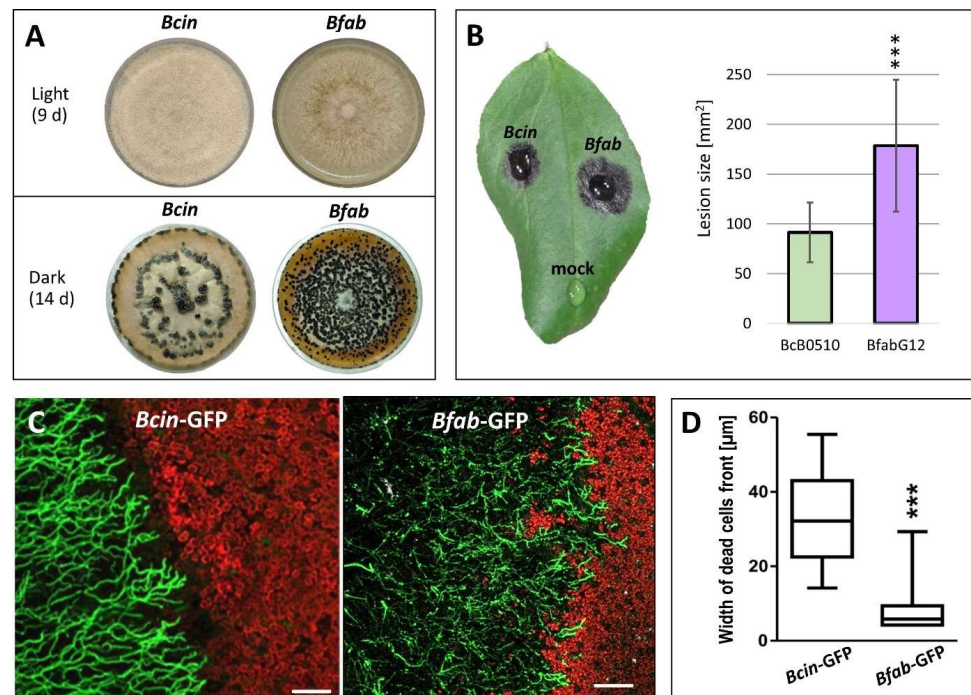 A
Bcin Bfab
Light
(9 d)
Bcin Bfab
Dark
(14 d)
B
Bcin
Bfab
mock
Lesion size [mm²]
250
200
150
100
50
0
***
BcB0510 BfabG12
C
Bcin-GFP
Bfab-GFP
D
Width of dead cells front [µm]
60
40
20
0
***
Bcin-GFP
Bfab-GFP